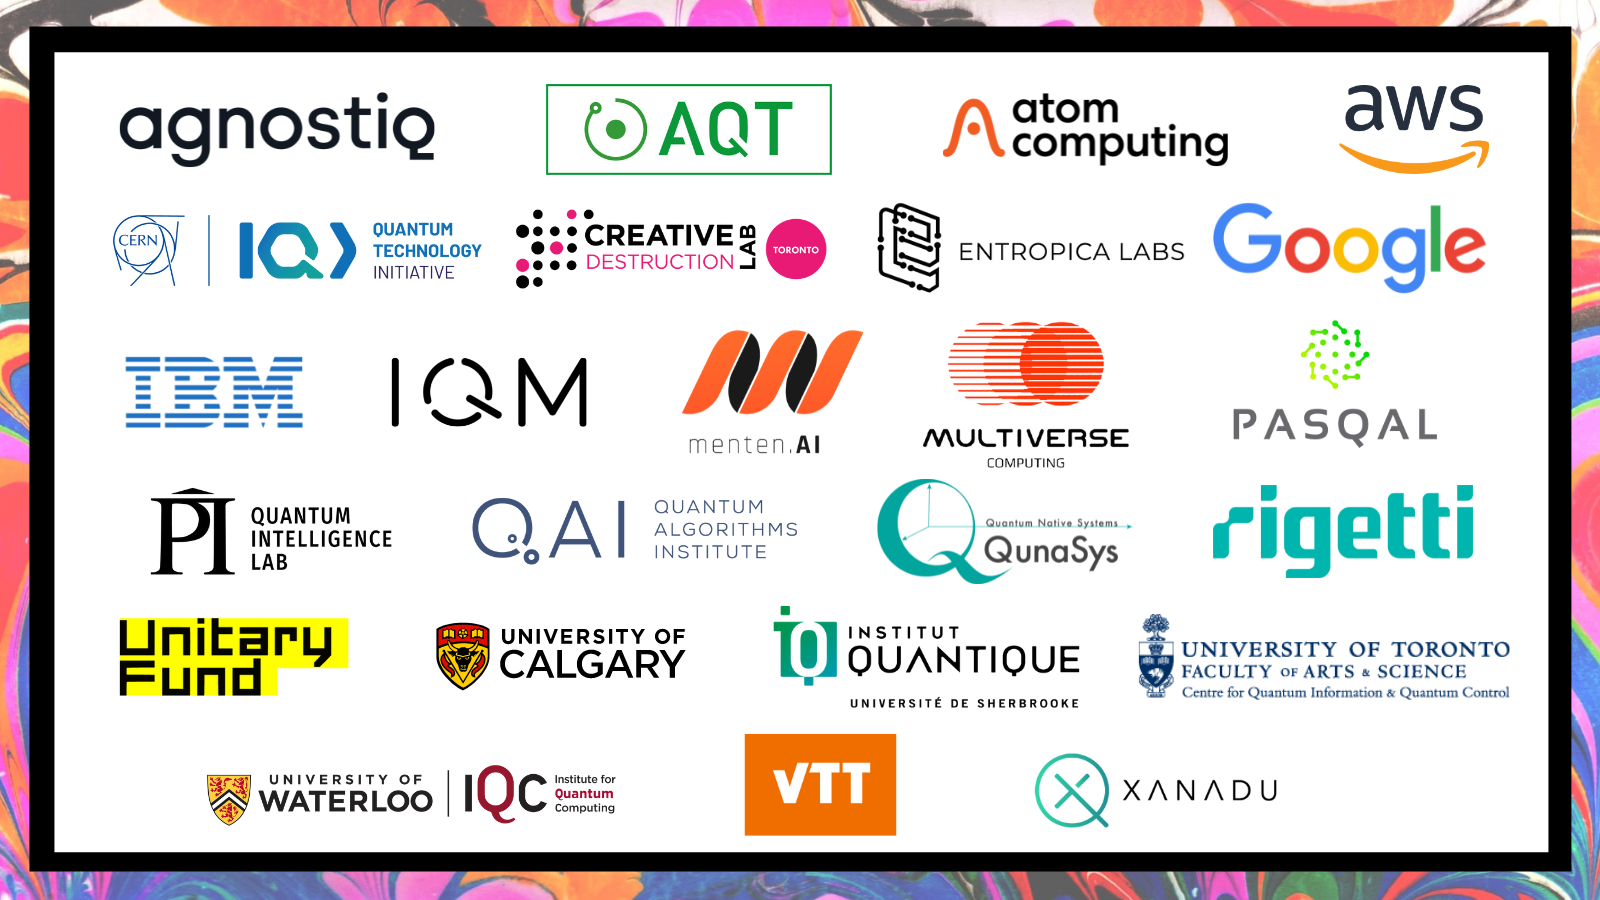 agnostiq
AQT
atom
computing
aws
CERN
IQ
QUANTUM
TECHNOLOGY
INITIATIVE
CREATIVE
DESTRUCTION
LAB
TORONTO
ENTROPICA LABS
Google
IBM
IQM
menten.AI
MULTIVERSE
COMPUTING
PASQAL
PI
QUANTUM
INTELLIGENCE
LAB
QAI
QUANTUM
ALGORITHMS
INSTITUTE
Quantum Native Systems
QunaSys
rigetti
Unitary
Fund
UNIVERSITY OF
CALGARY
iQ
INSTITUT
QUANTIQUE
UNIVERSITÉ DE SHERBROOKE
UNIVERSITY OF TORONTO
FACULTY OF ARTS & SCIENCE
Centre for Quantum Information & Quantum Control
UNIVERSITY OF
WATERLOO
IQC
Institute for
Quantum
Computing
VTT
XANADU